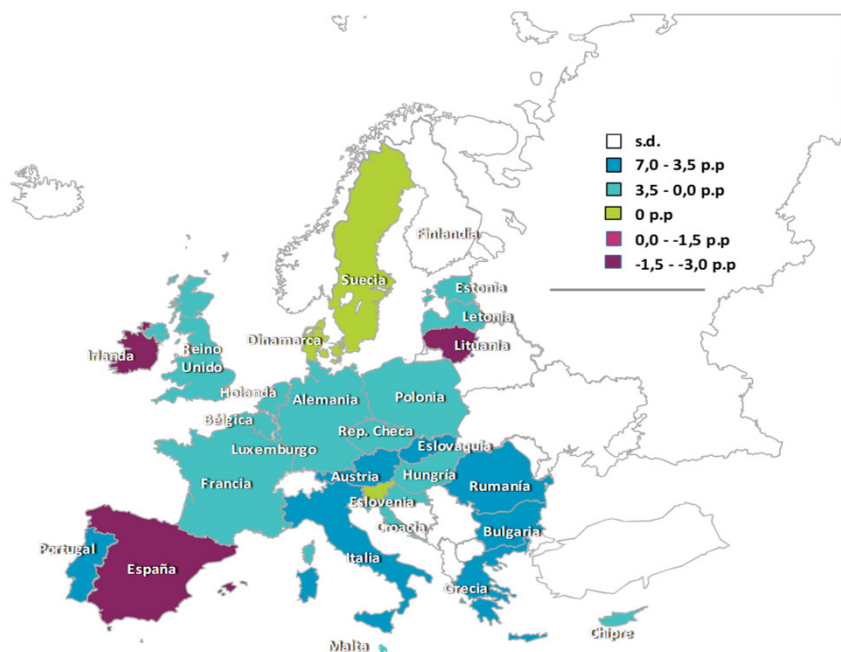 s.d.
7,0 - 3,5 p.p
3,5 - 0,0 p.p
0 p.p
0,0 - -1,5 p.p
-1,5 - -3,0 p.p
Finlandia
Suecia
Estonia
Letonia
Dinamarca
Lituania
Irlanda
Reino
Unido
Holanda
Alemania
Polonia
Bélgica
Rep. Checa
Luxemburgo
Eslovaquia
Austria
Hungría
Francia
Rumanía
Eslovenia
Croacia
Bulgaria
Portugal
Italia
España
Grecia
Malta
Chipre